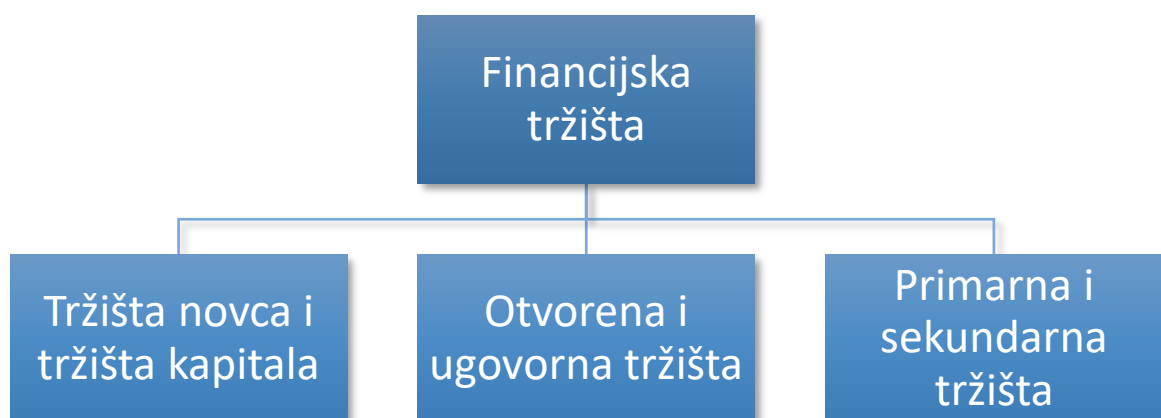 Financijska
tržišta
Tržišta novca i
tržišta kapitala
Otvorena i
ugovorna tržišta
Primarna i
sekundarna
tržišta